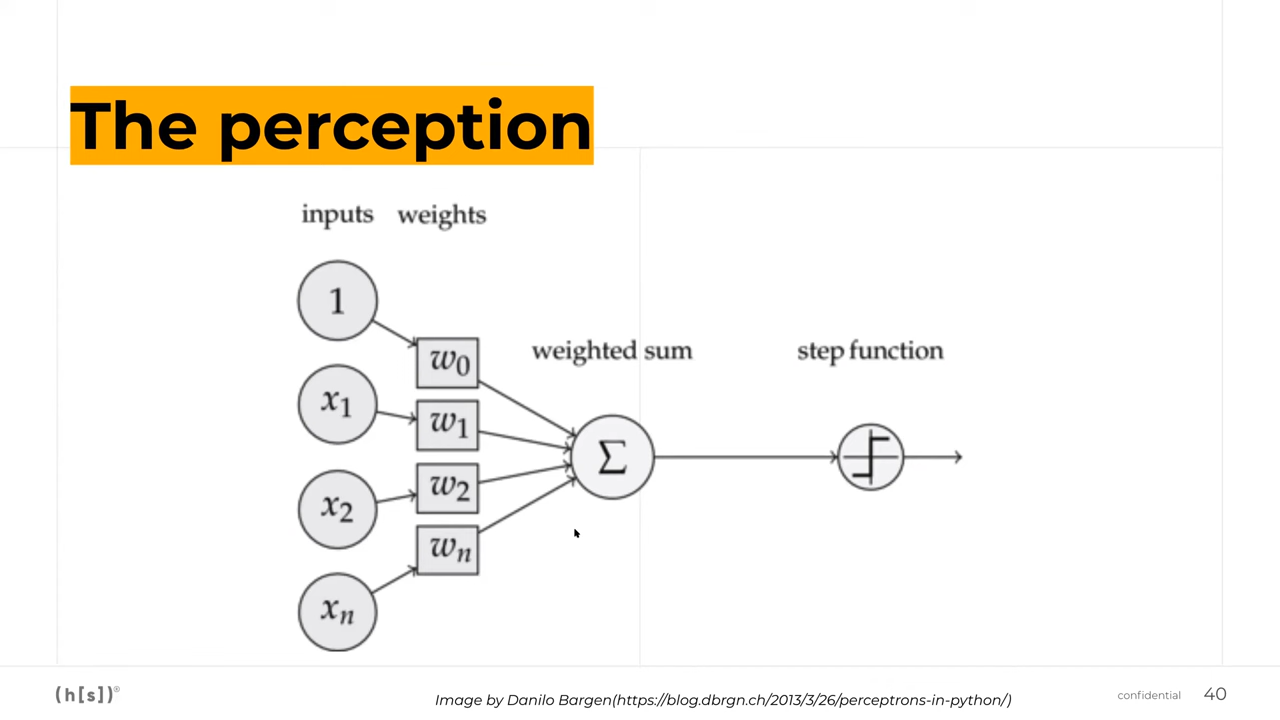 The perception
inputs weights
1
w0
weighted sum
step function
x1
w1
Σ
x2
w2
wn
xn
(h[s])®
Image by Danilo Bargen(https://blog.dbrgn.ch/2013/3/26/perceptrons-in-python/)
confidential 40